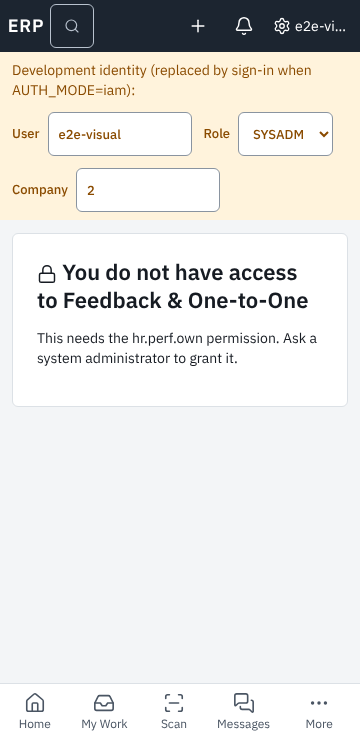 ERP
e2e-vi...
Development identity (replaced by sign-in when
AUTH_MODE=iam):
User e2e-visual Role SYSADM
Company 2
You do not have access
to Feedback & One-to-One
This needs the hr.perf.own permission. Ask a
system administrator to grant it.
Home My Work Scan Messages More